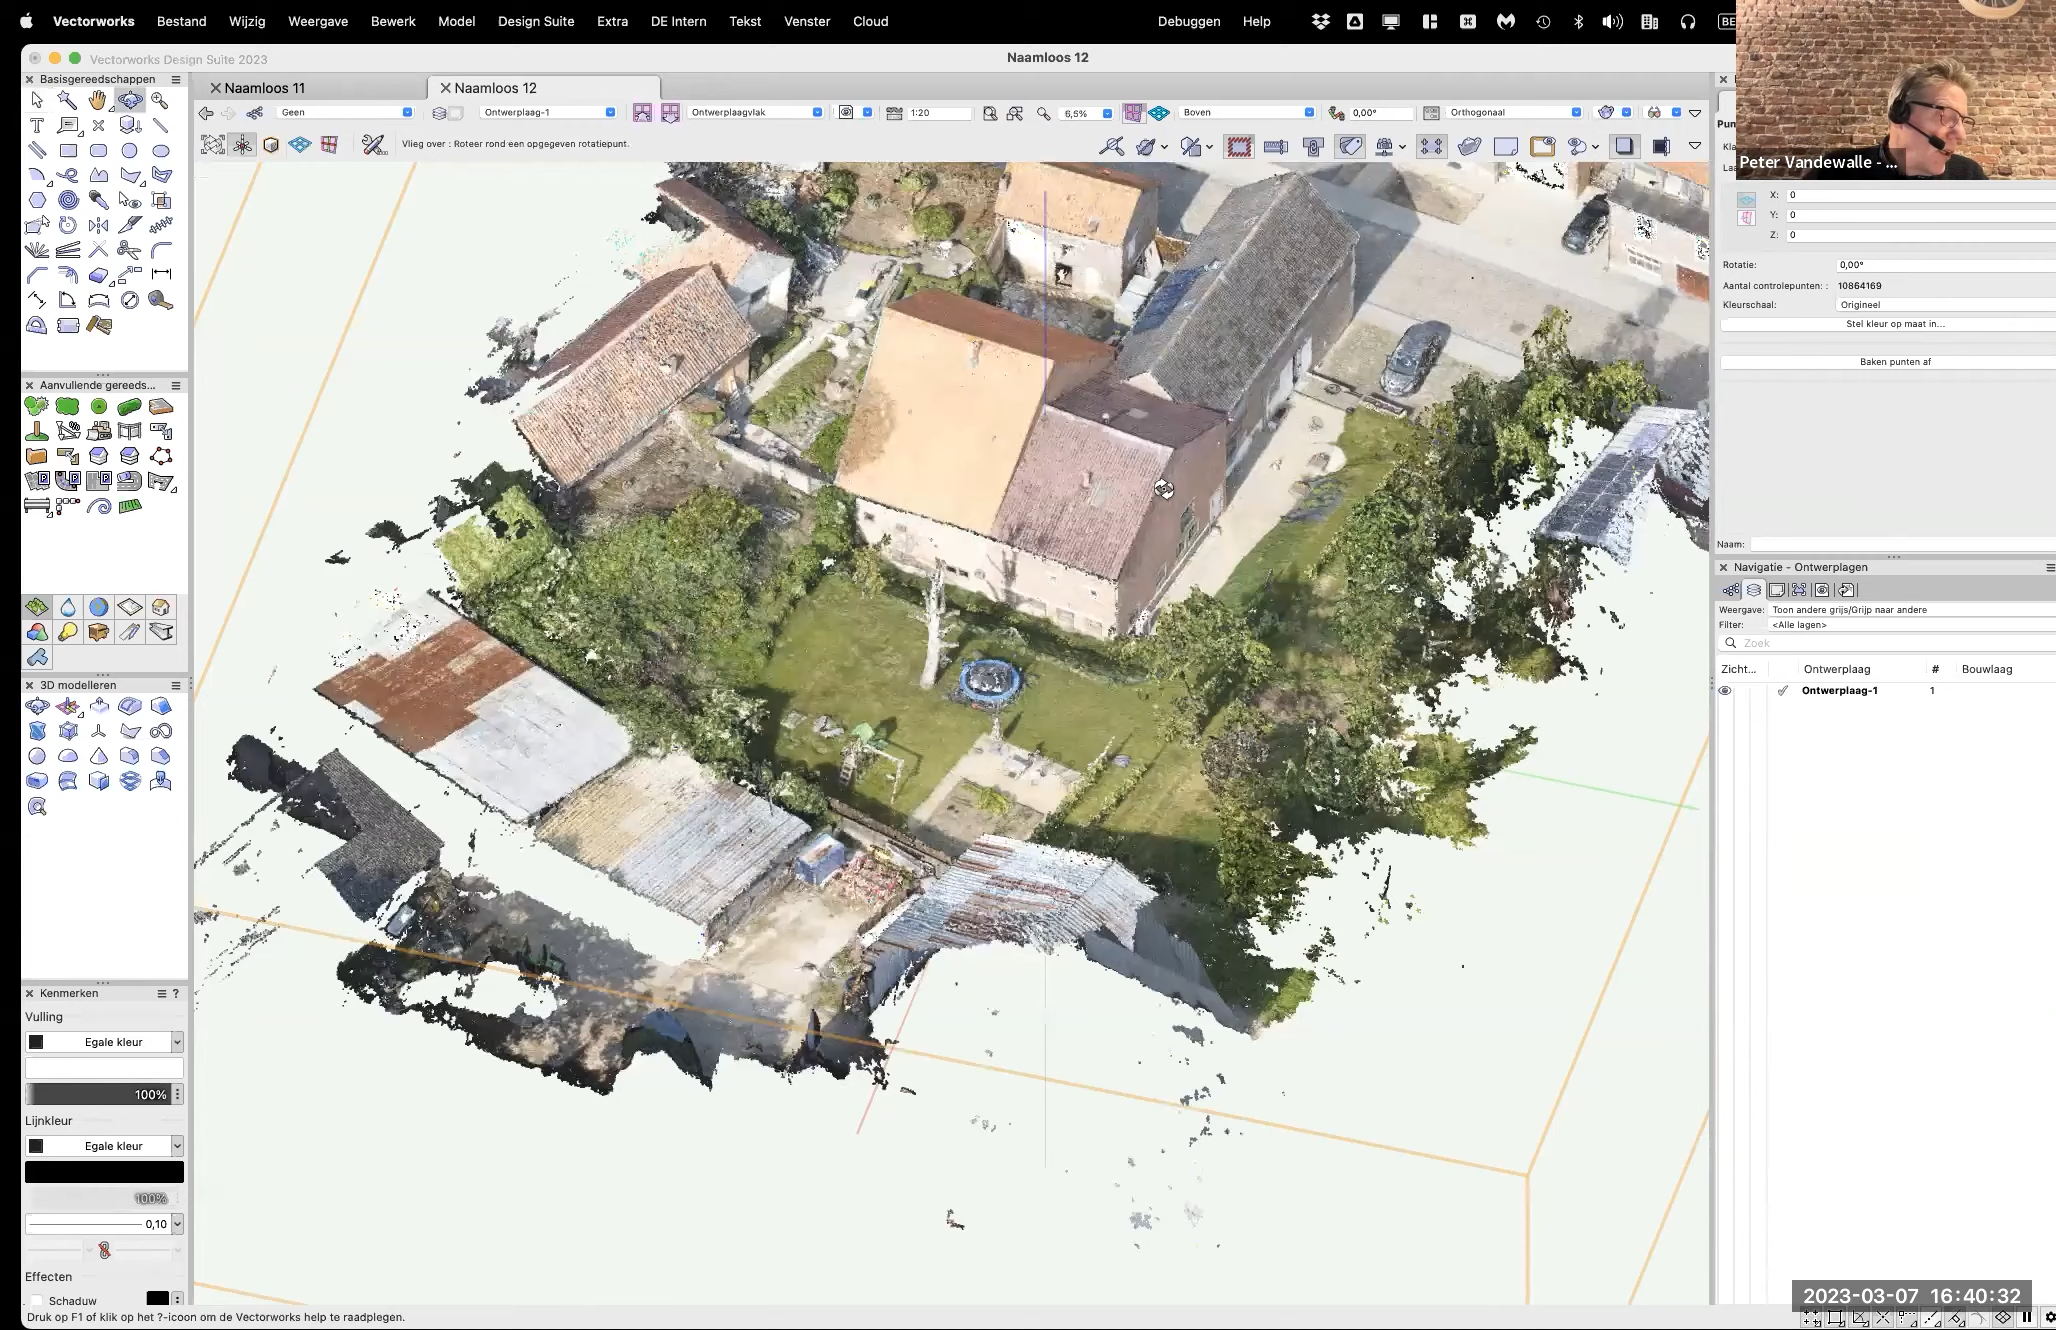 Vectorworks Bestand Wijzig Weergave Bewerk Model Design Suite Extra DE Intern Tekst Venster Cloud Debuggen Help BE
Vectorworks Design Suite 2023
Naamloos 12
Basisgereedschappen
Naamloos 11
Naamloos 12
Geen
Ontwerplaag-1
Ontwerplaagvlak
1:20
6,5%
Boven
0,00°
Orthogonaal
Vlieg over : Roteer rond een opgegeven rotatiepunt.
Peter Vandewalle - ...
X: 0
Y: 0
Z: 0
Rotatie: 0,00°
Aantal controlepunten: : 10864169
Kleurschaal: Origineel
Stel kleur op maat in...
Baken punten af
Naam:
Aanvullende gereeds...
3D modelleren
Navigatie - Ontwerplagen
Weergave: Toon andere grijs/Grijp naar andere
Filter: <Alle lagen>
Zoek
Zicht... Ontwerplaag # Bouwlaag
Ontwerplaag-1 1
Kenmerken
?
Vulling
Egale kleur
100%
Lijnkleur
Egale kleur
100%
0,10
Effecten
Schaduw
2023-03-07 16:40:32
Druk op F1 of klik op het ?-icoon om de Vectorworks help te raadplegen.